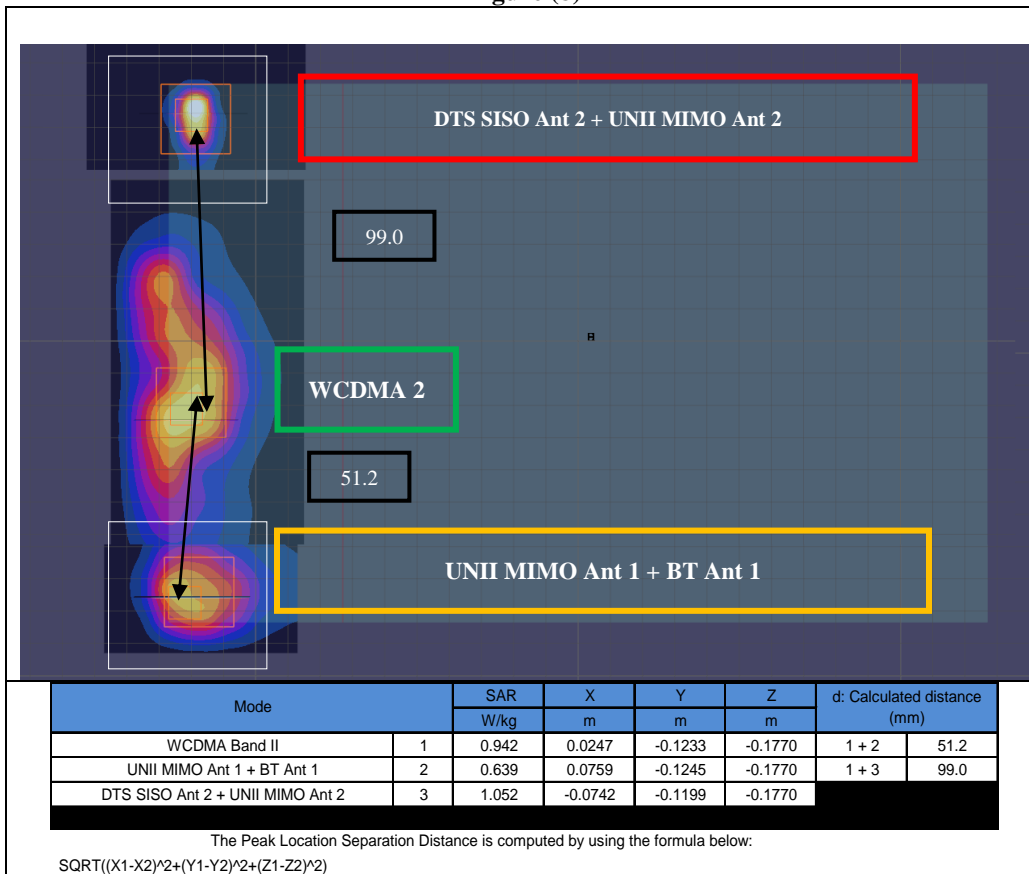 DTS SISO Ant 2 + UNII MIMO Ant 2
99.0
WCDMA 2
51.2
UNII MIMO Ant 1 + BT Ant 1
Mode SAR X Y Z d: Calculated distance (mm)
W/kg m m m
WCDMA Band II 1 0.942 0.0247 -0.1233 -0.1770 1 + 2 51.2
UNII MIMO Ant 1 + BT Ant 1 2 0.639 0.0759 -0.1245 -0.1770 1 + 3 99.0
DTS SISO Ant 2 + UNII MIMO Ant 2 3 1.052 -0.0742 -0.1199 -0.1770
The Peak Location Separation Distance is computed by using the formula below:
SQRT((X1-X2)^2+(Y1-Y2)^2+(Z1-Z2)^2)